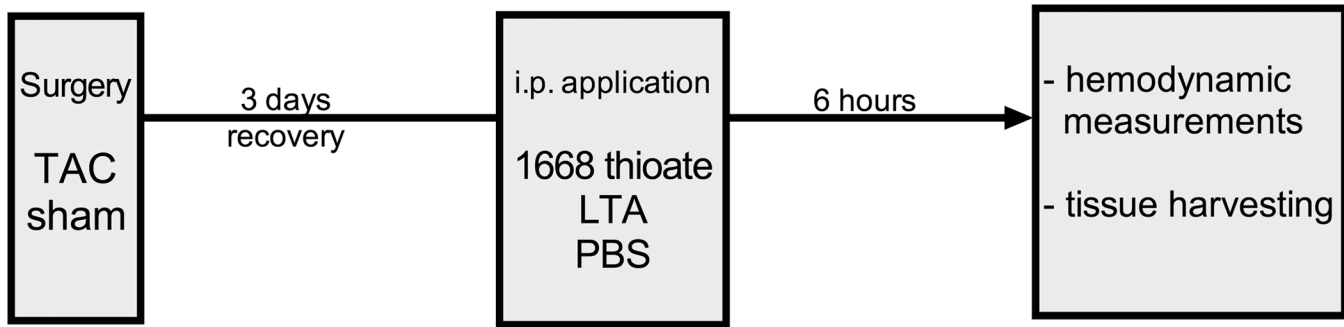 Surgery
TAC
sham
3 days
recovery
i.p. application
1668 thioate
LTA
PBS
6 hours
- hemodynamic
measurements
- tissue harvesting